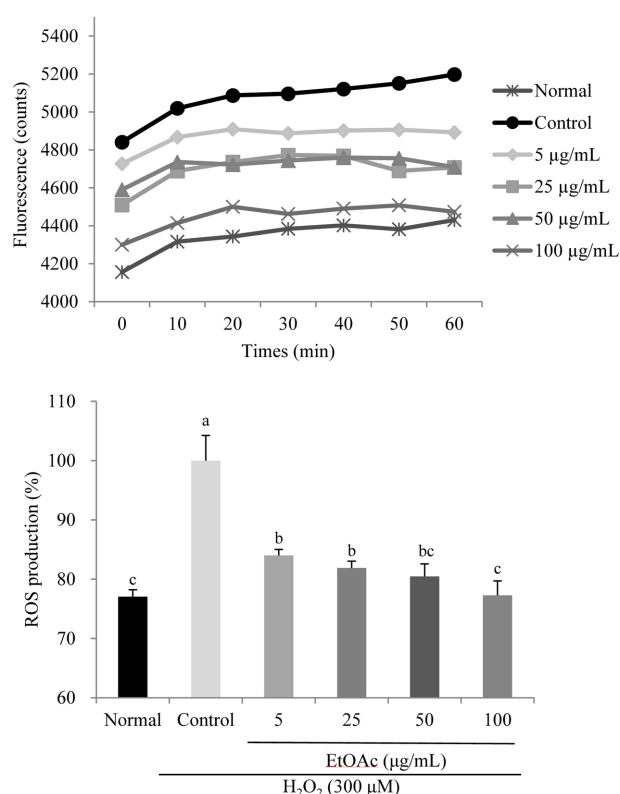 5400
5200
5000
4800
4600
4400
4200
4000
Fluorescence (counts)
0 10 20 30 40 50 60
Times (min)
Normal
Control
5 µg/mL
25 µg/mL
50 µg/mL
100 µg/mL
110
100
90
80
70
60
ROS production (%)
c a b b bc c
Normal Control 5 25 50 100
EtOAc (µg/mL)
H₂O₂ (300 µM)